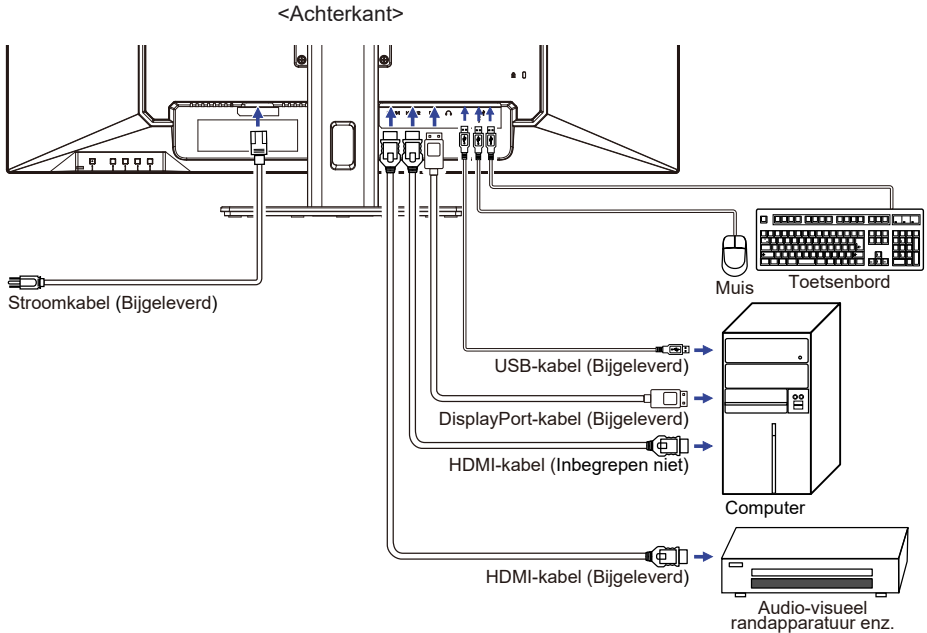 <Achterkant>
Stroomkabel (Bijgeleverd)
Muis
Toetsenbord
USB-kabel (Bijgeleverd)
DisplayPort-kabel (Bijgeleverd)
HDMI-kabel (Inbegrepen niet)
Computer
HDMI-kabel (Bijgeleverd)
Audio-visueel
randapparatuur enz.